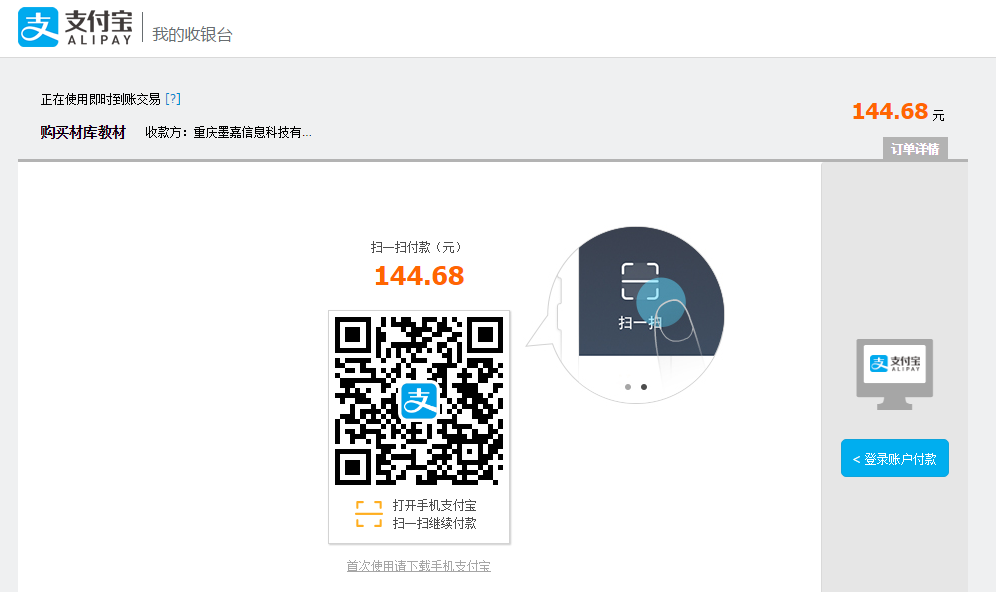 支付宝
ALIPAY
我的收银台
正在使用即时到账交易 [?]
144.68 元
购买材库教材 收款方：重庆墨嘉信息科技有...
订单详情
扫一扫付款（元）
144.68
扫一扫
支付宝
ALIPAY
< 登录账户付款
支
打开手机支付宝
扫一扫继续付款
首次使用请下载手机支付宝